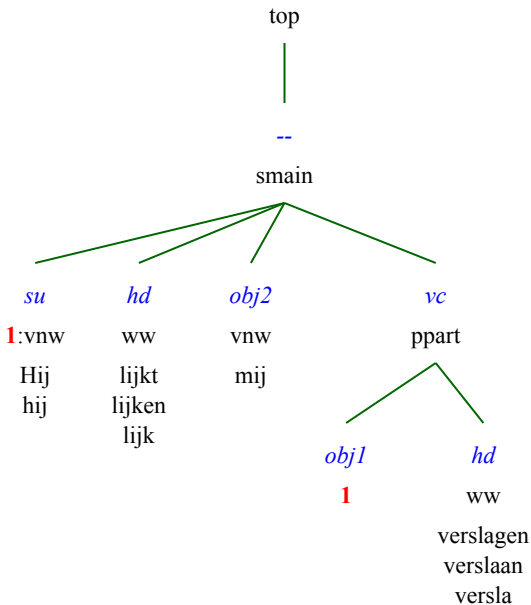 top
--
smain
su hd obj2 vc
1:vnw ww vnw ppart
Hij lijkt mij
hij lijken
lijk
obj1 hd
1 ww
verslagen
verslaan
versla